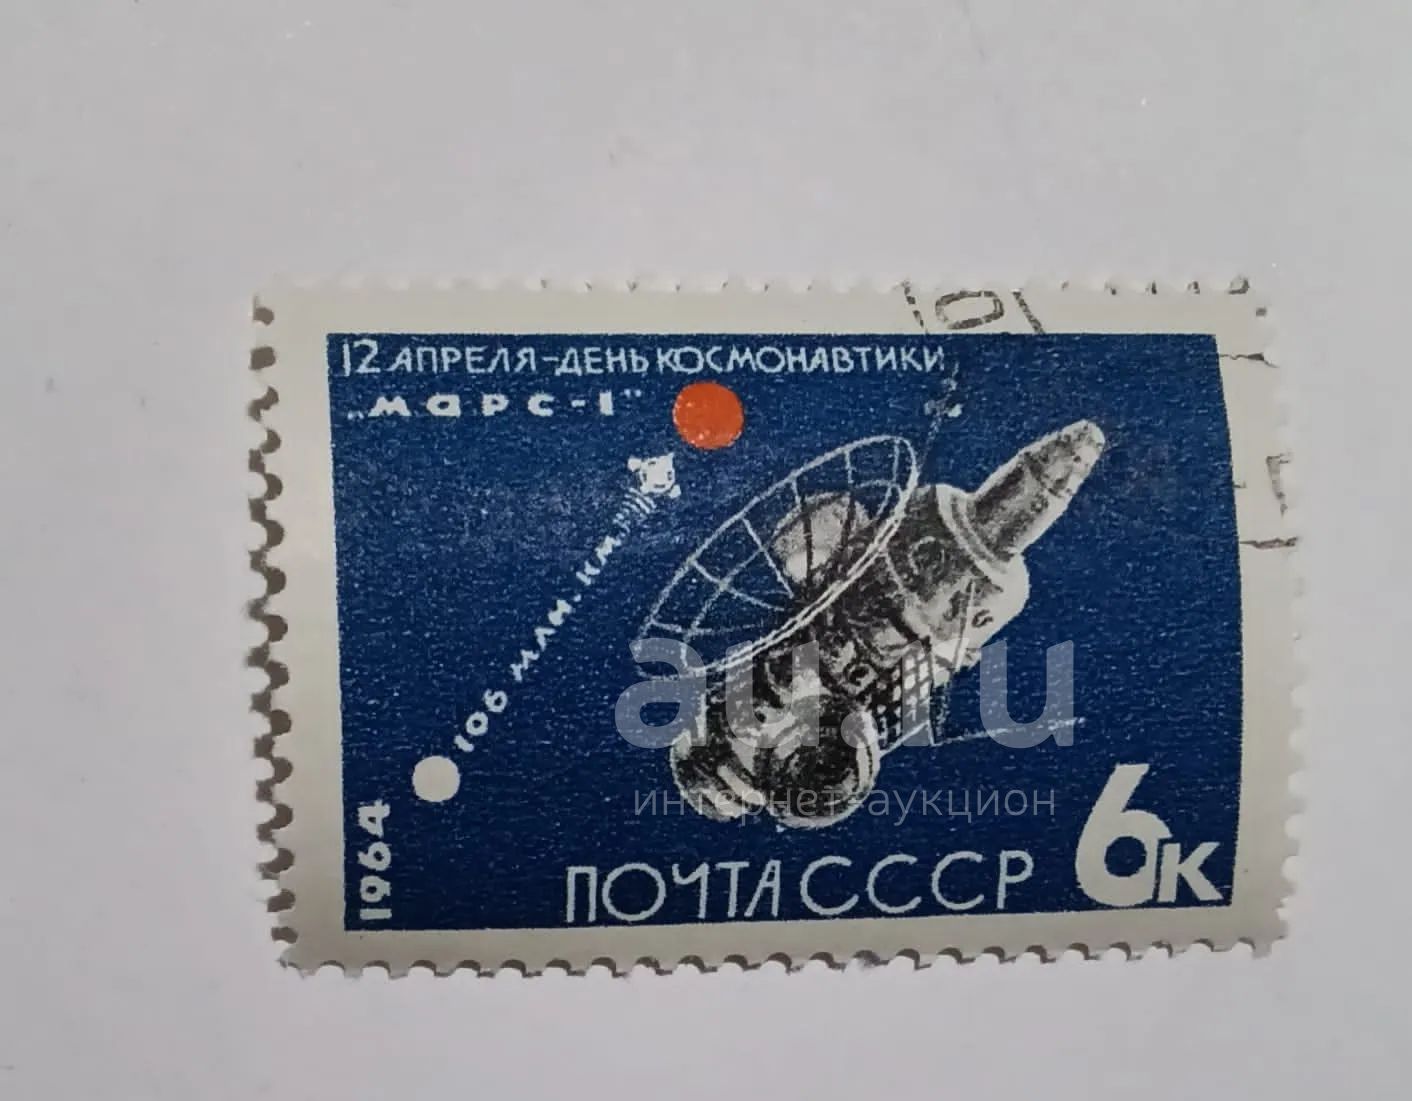 12 АПРЕЛЯ-ДЕНЬ КОСМОНАВТИКИ
„МАРС-1"
106 МЛН. КМ.
1964
ПОЧТА СССР
6К
au.ru
интернет-аукцион